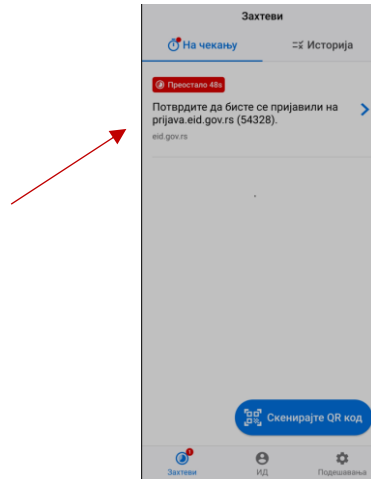 Захтеви
На чекању
Историја
Преостало 48s
Потврдите да бисте се пријавили на
prijava.eid.gov.rs (54328).
eid.gov.rs
Скенирајте QR код
1
Захтеви
ИД
Подешавања